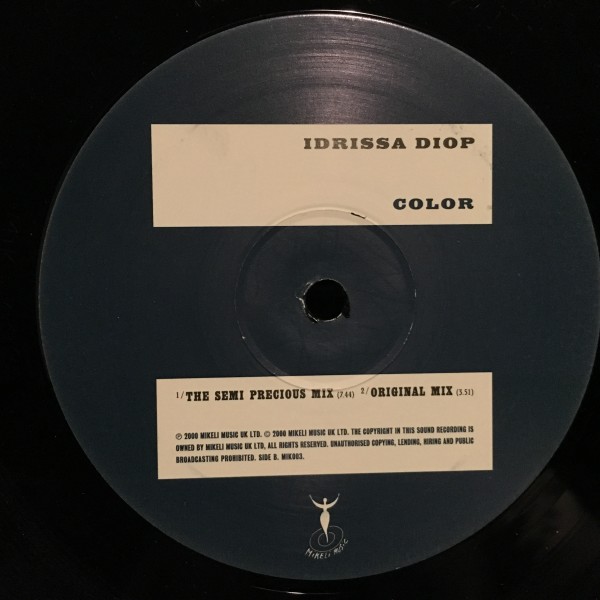 IDRISSA DIOP
COLOR
1/THE SEMI PRECIOUS MIX (7.44) 2/ORIGINAL MIX (3.51)
℗ 2000 MIKELI MUSIC UK LTD. © 2000 MIKELI MUSIC UK LTD. THE COPYRIGHT IN THIS SOUND RECORDING IS
OWNED BY MIKELI MUSIC UK LTD, ALL RIGHTS RESERVED. UNAUTHORISED COPYING, LENDING, HIRING AND PUBLIC
BROADCASTING PROHIBITED. SIDE B. MIK003.
MIKELI MUSIC